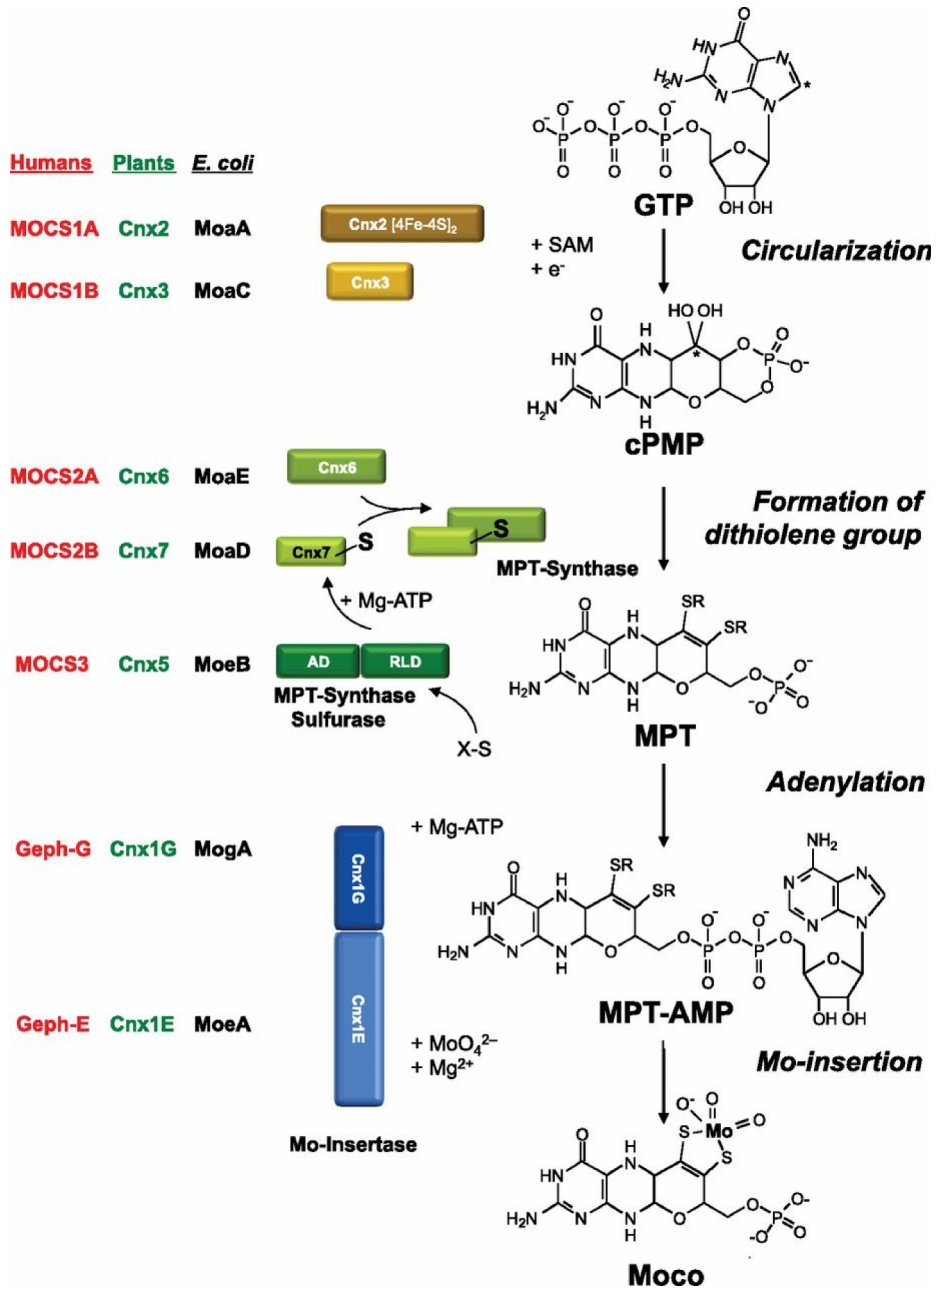 Humans Plants E. coli
GTP
MOCS1A Cnx2 MoaA
Cnx2 [4Fe-4S]2
+ SAM
+ e-
Circularization
MOCS1B Cnx3 MoaC
Cnx3
cPMP
MOCS2A Cnx6 MoaE
Cnx6
Formation of
dithiolene group
MOCS2B Cnx7 MoaD
Cnx7
S
S
MPT-Synthase
+ Mg-ATP
MOCS3 Cnx5 MoeB
AD
RLD
MPT-Synthase
Sulfurase
X-S
MPT
Adenylation
+ Mg-ATP
Geph-G Cnx1G MogA
Cnx1G
MPT-AMP
Geph-E Cnx1E MoeA
Cnx1E
+ MoO4 2–
+ Mg2+
Mo-insertion
Mo-Insertase
Moco